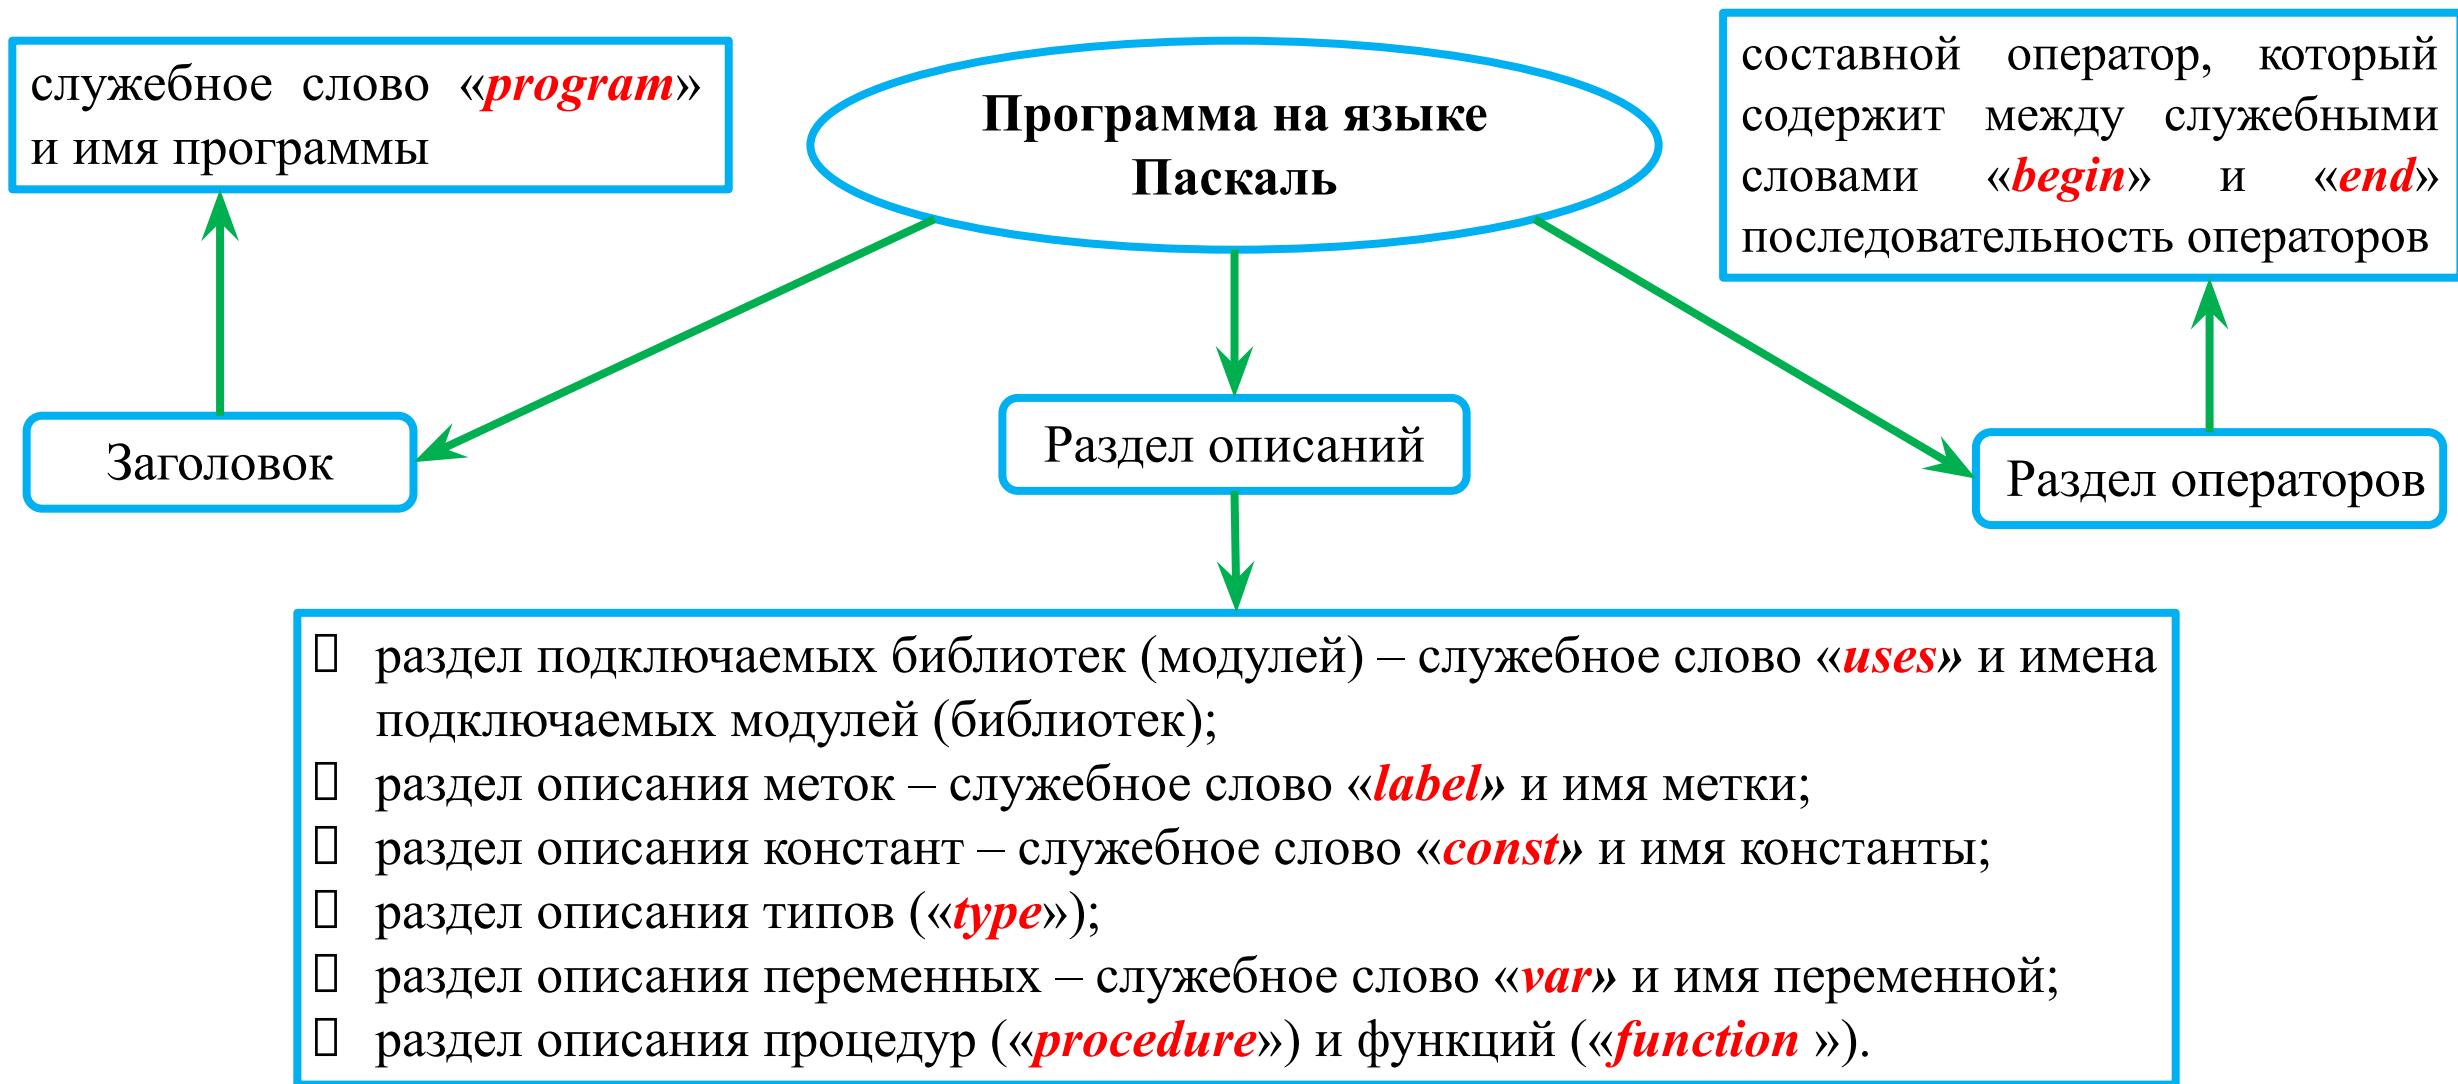 служебное слово «program»
и имя программы
Программа на языке
Паскаль
составной оператор, который
содержит между служебными
словами «begin» и «end»
последовательность операторов
Заголовок
Раздел описаний
Раздел операторов
раздел подключаемых библиотек (модулей) – служебное слово «uses» и имена
подключаемых модулей (библиотек);
раздел описания меток – служебное слово «label» и имя метки;
раздел описания констант – служебное слово «const» и имя константы;
раздел описания типов («type»);
раздел описания переменных – служебное слово «var» и имя переменной;
раздел описания процедур («procedure») и функций («function »).